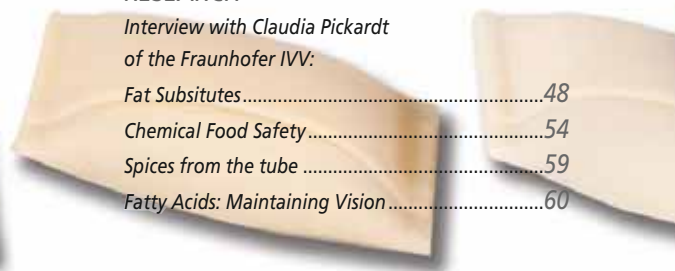 Interview with Claudia Pickardt
of the Fraunhofer IVV:
Fat Subsitutes.........................................................48
Chemical Food Safety.............................................54
Spices from the tube ..............................................59
Fatty Acids: Maintaining Vision..............................60